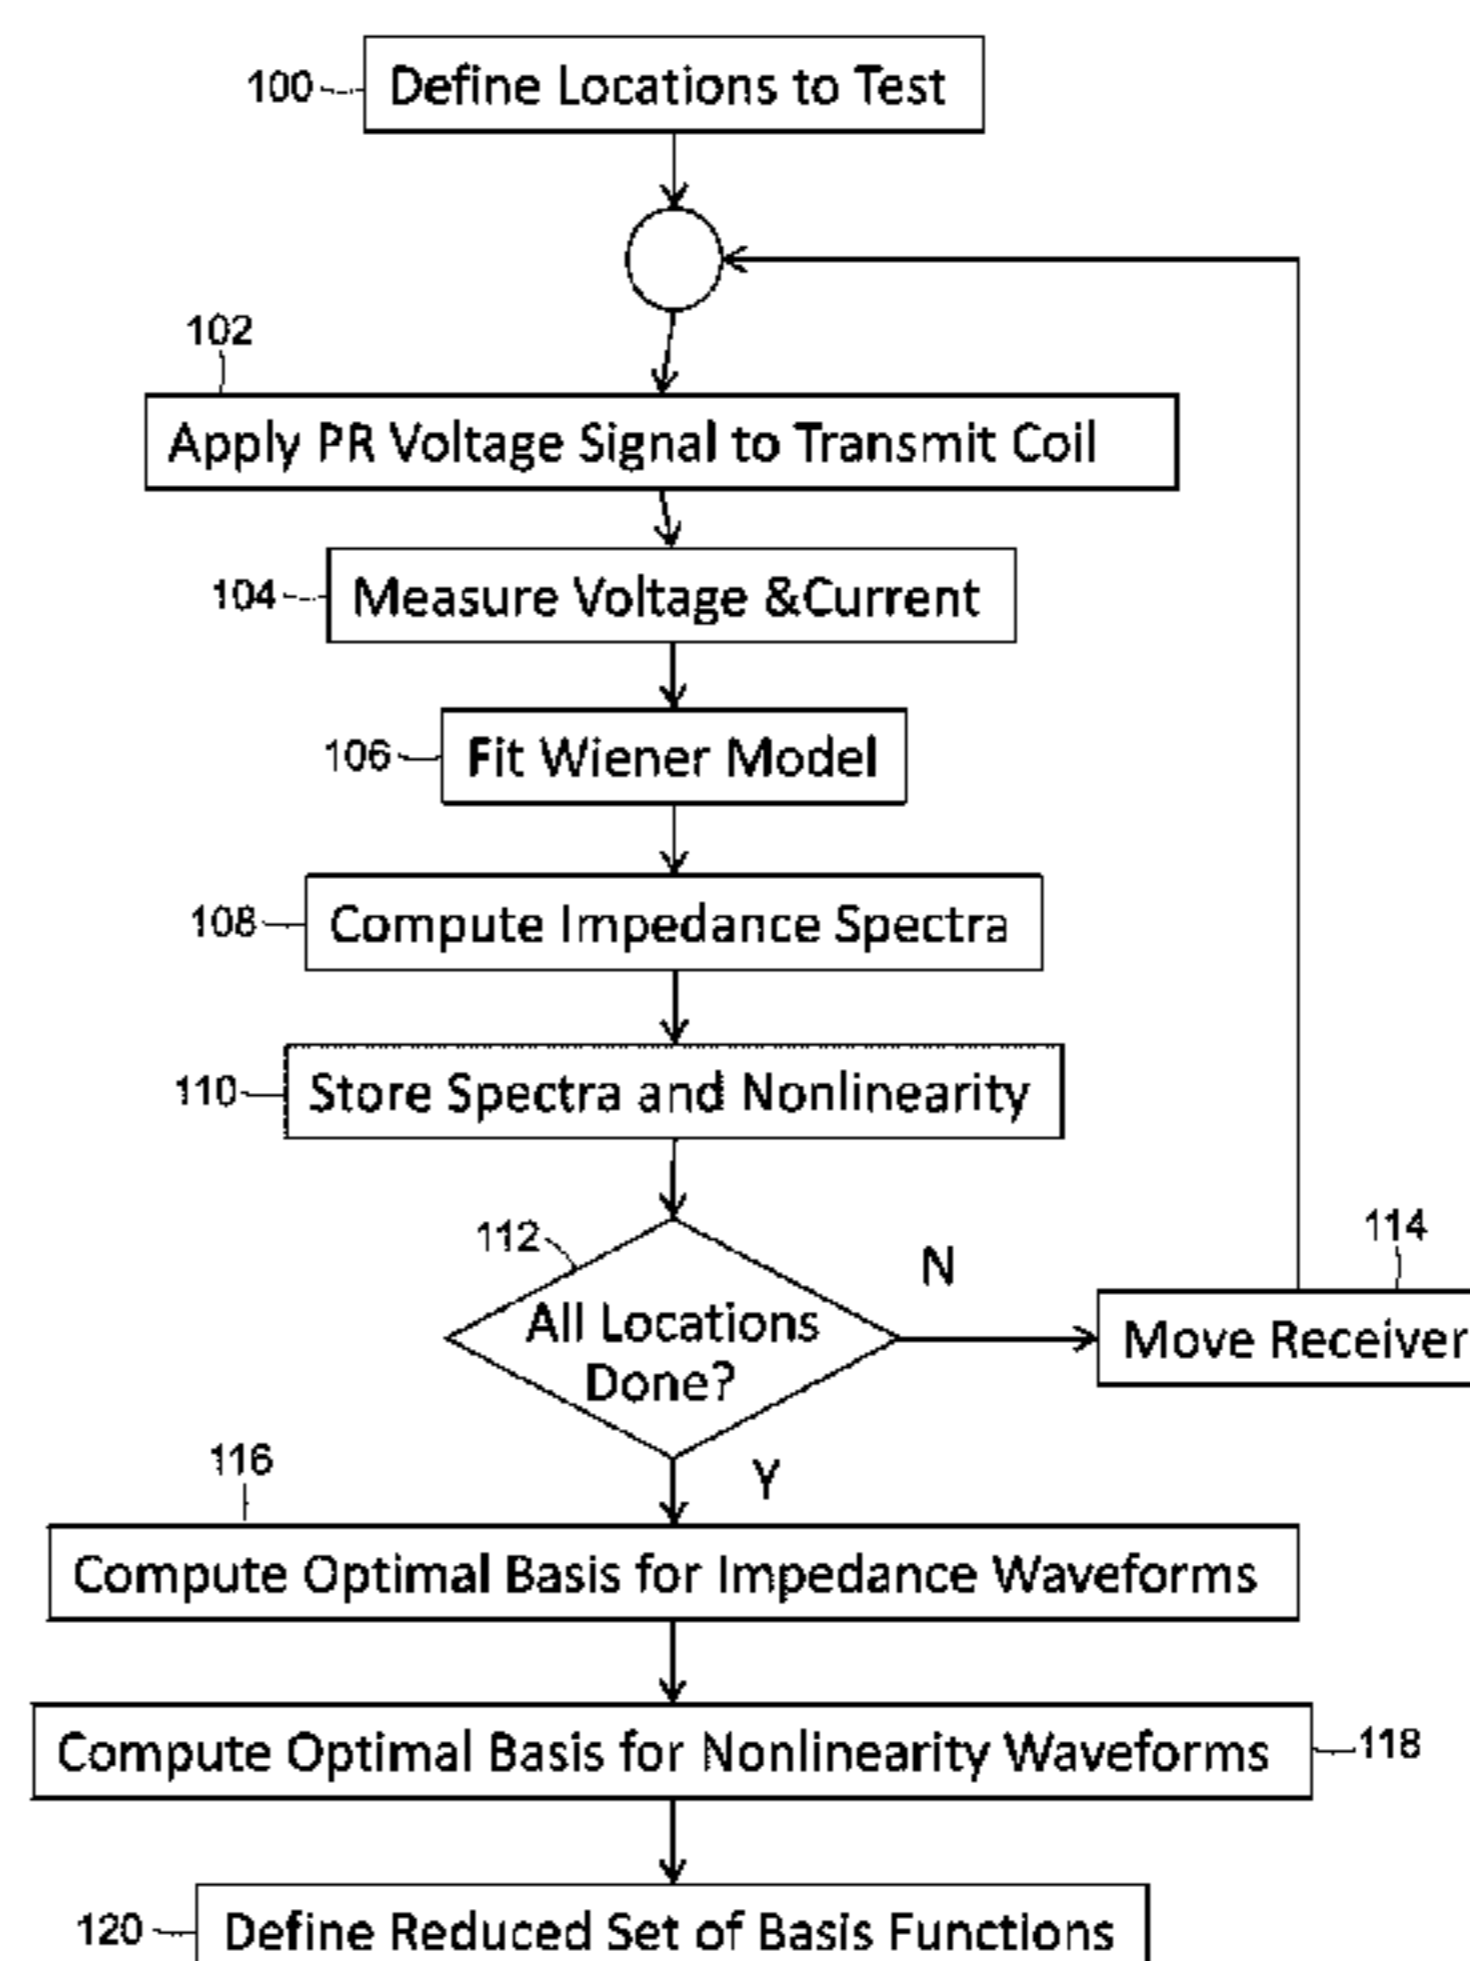 100
Define Locations to Test
102
Apply PR Voltage Signal to Transmit Coil
104
Measure Voltage &Current
106
Fit Wiener Model
108
Compute Impedance Spectra
110
Store Spectra and Nonlinearity
112
All Locations
Done?
N
114
Move Receiver
Y
116
Compute Optimal Basis for Impedance Waveforms
Compute Optimal Basis for Nonlinearity Waveforms
118
120
Define Reduced Set of Basis Functions